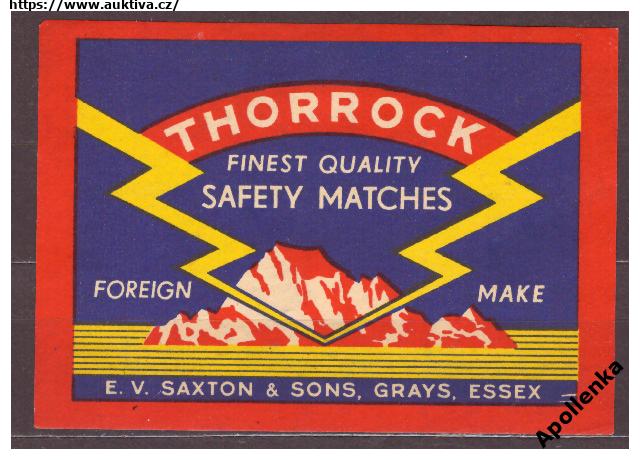 https://www.auktiva.cz/
THORROCK
FINEST QUALITY
SAFETY MATCHES
FOREIGN MAKE
E. V. SAXTON & SONS, GRAYS, ESSEX
Apollenka